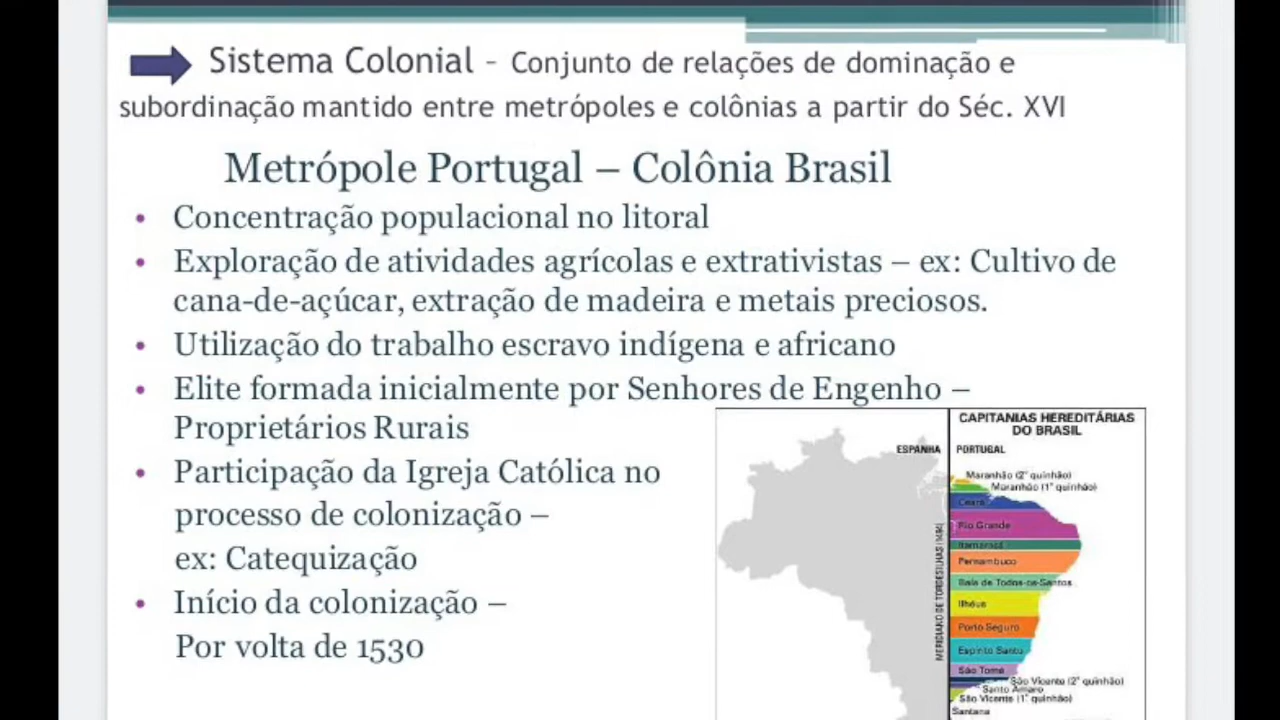 Sistema Colonial – Conjunto de relações de dominação e
subordinação mantido entre metrópoles e colônias a partir do Séc. XVI
Metrópole Portugal – Colônia Brasil
• Concentração populacional no litoral
• Exploração de atividades agrícolas e extrativistas – ex: Cultivo de
cana-de-açúcar, extração de madeira e metais preciosos.
• Utilização do trabalho escravo indígena e africano
• Elite formada inicialmente por Senhores de Engenho –
Proprietários Rurais
• Participação da Igreja Católica no
processo de colonização –
ex: Catequização
• Início da colonização –
Por volta de 1530
CAPITANIAS HEREDITÁRIAS
DO BRASIL
ESPANHA
PORTUGAL
MERIDIANO DE TORDESILHAS (1494)
Maranhão (2° quinhão)
Maranhão (1° quinhão)
Ceará
Rio Grande
Itamaracá
Pernambuco
Baía de Todos-os-Santos
Ilhéus
Porto Seguro
Espírito Santo
São Tomé
São Vicente (2° quinhão)
Santo Amaro
São Vicente (1° quinhão)
Santana